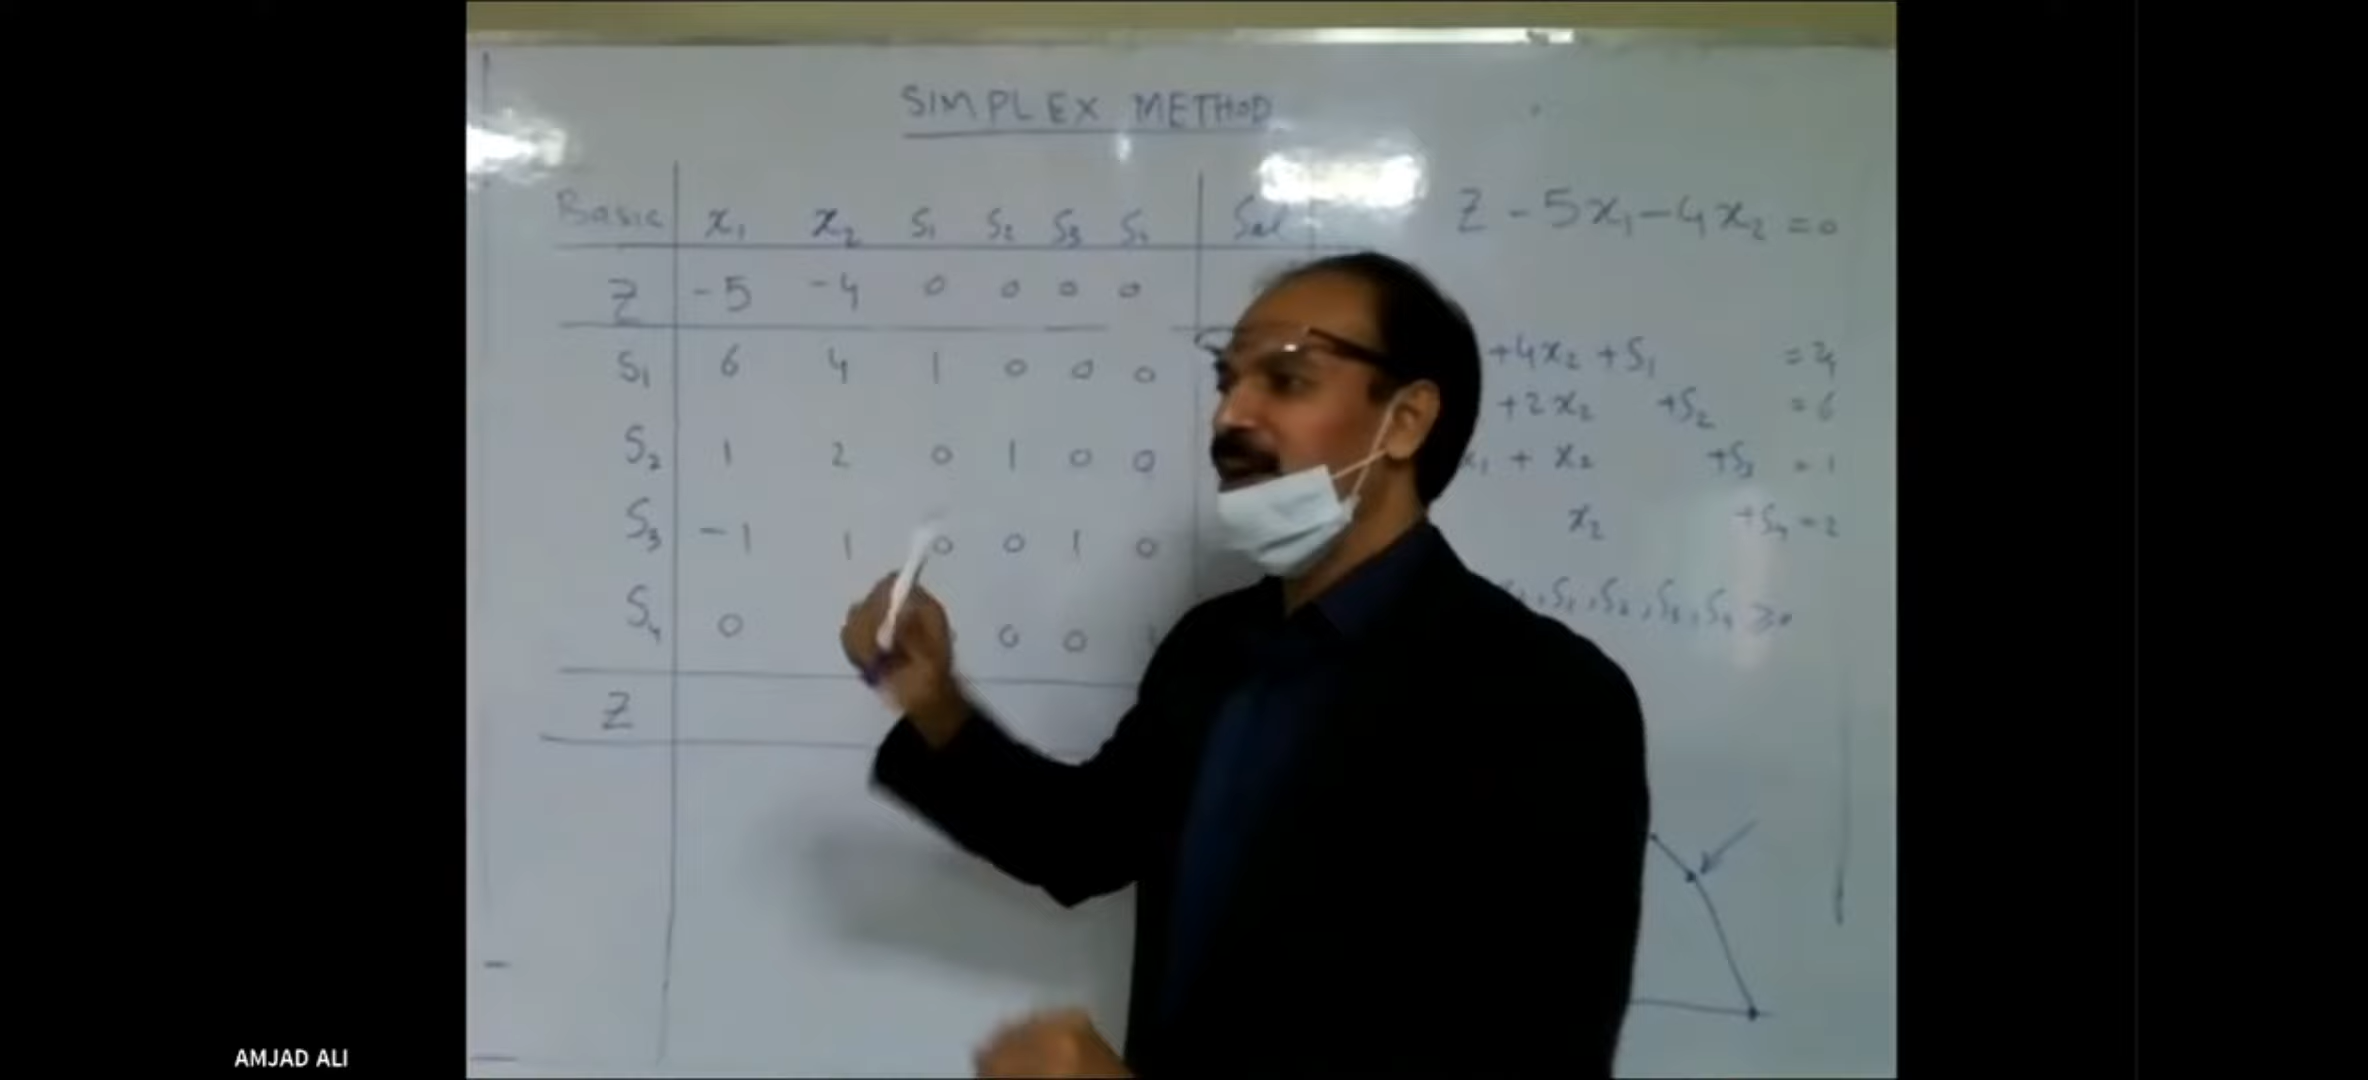 SIMPLEX METHOD
Basic x₁ x₂ S₁ S₂ S₃ S₄ Sol
Z -5 -4 0 0 0 0
S₁ 6 4 1 0 0 0
S₂ 1 2 0 1 0 0
S₃ -1 1 0 0 1 0
S₄ 0 0 0
Z
Z - 5x₁ - 4x₂ = 0
+4x₂ + S₁ = 24
+2x₂ + S₂ = 6
x₁ + x₂ + S₃ = 1
x₂ + S₄ = 2
, S₁, S₂, S₃, S₄ ≥ 0
AMJAD ALI